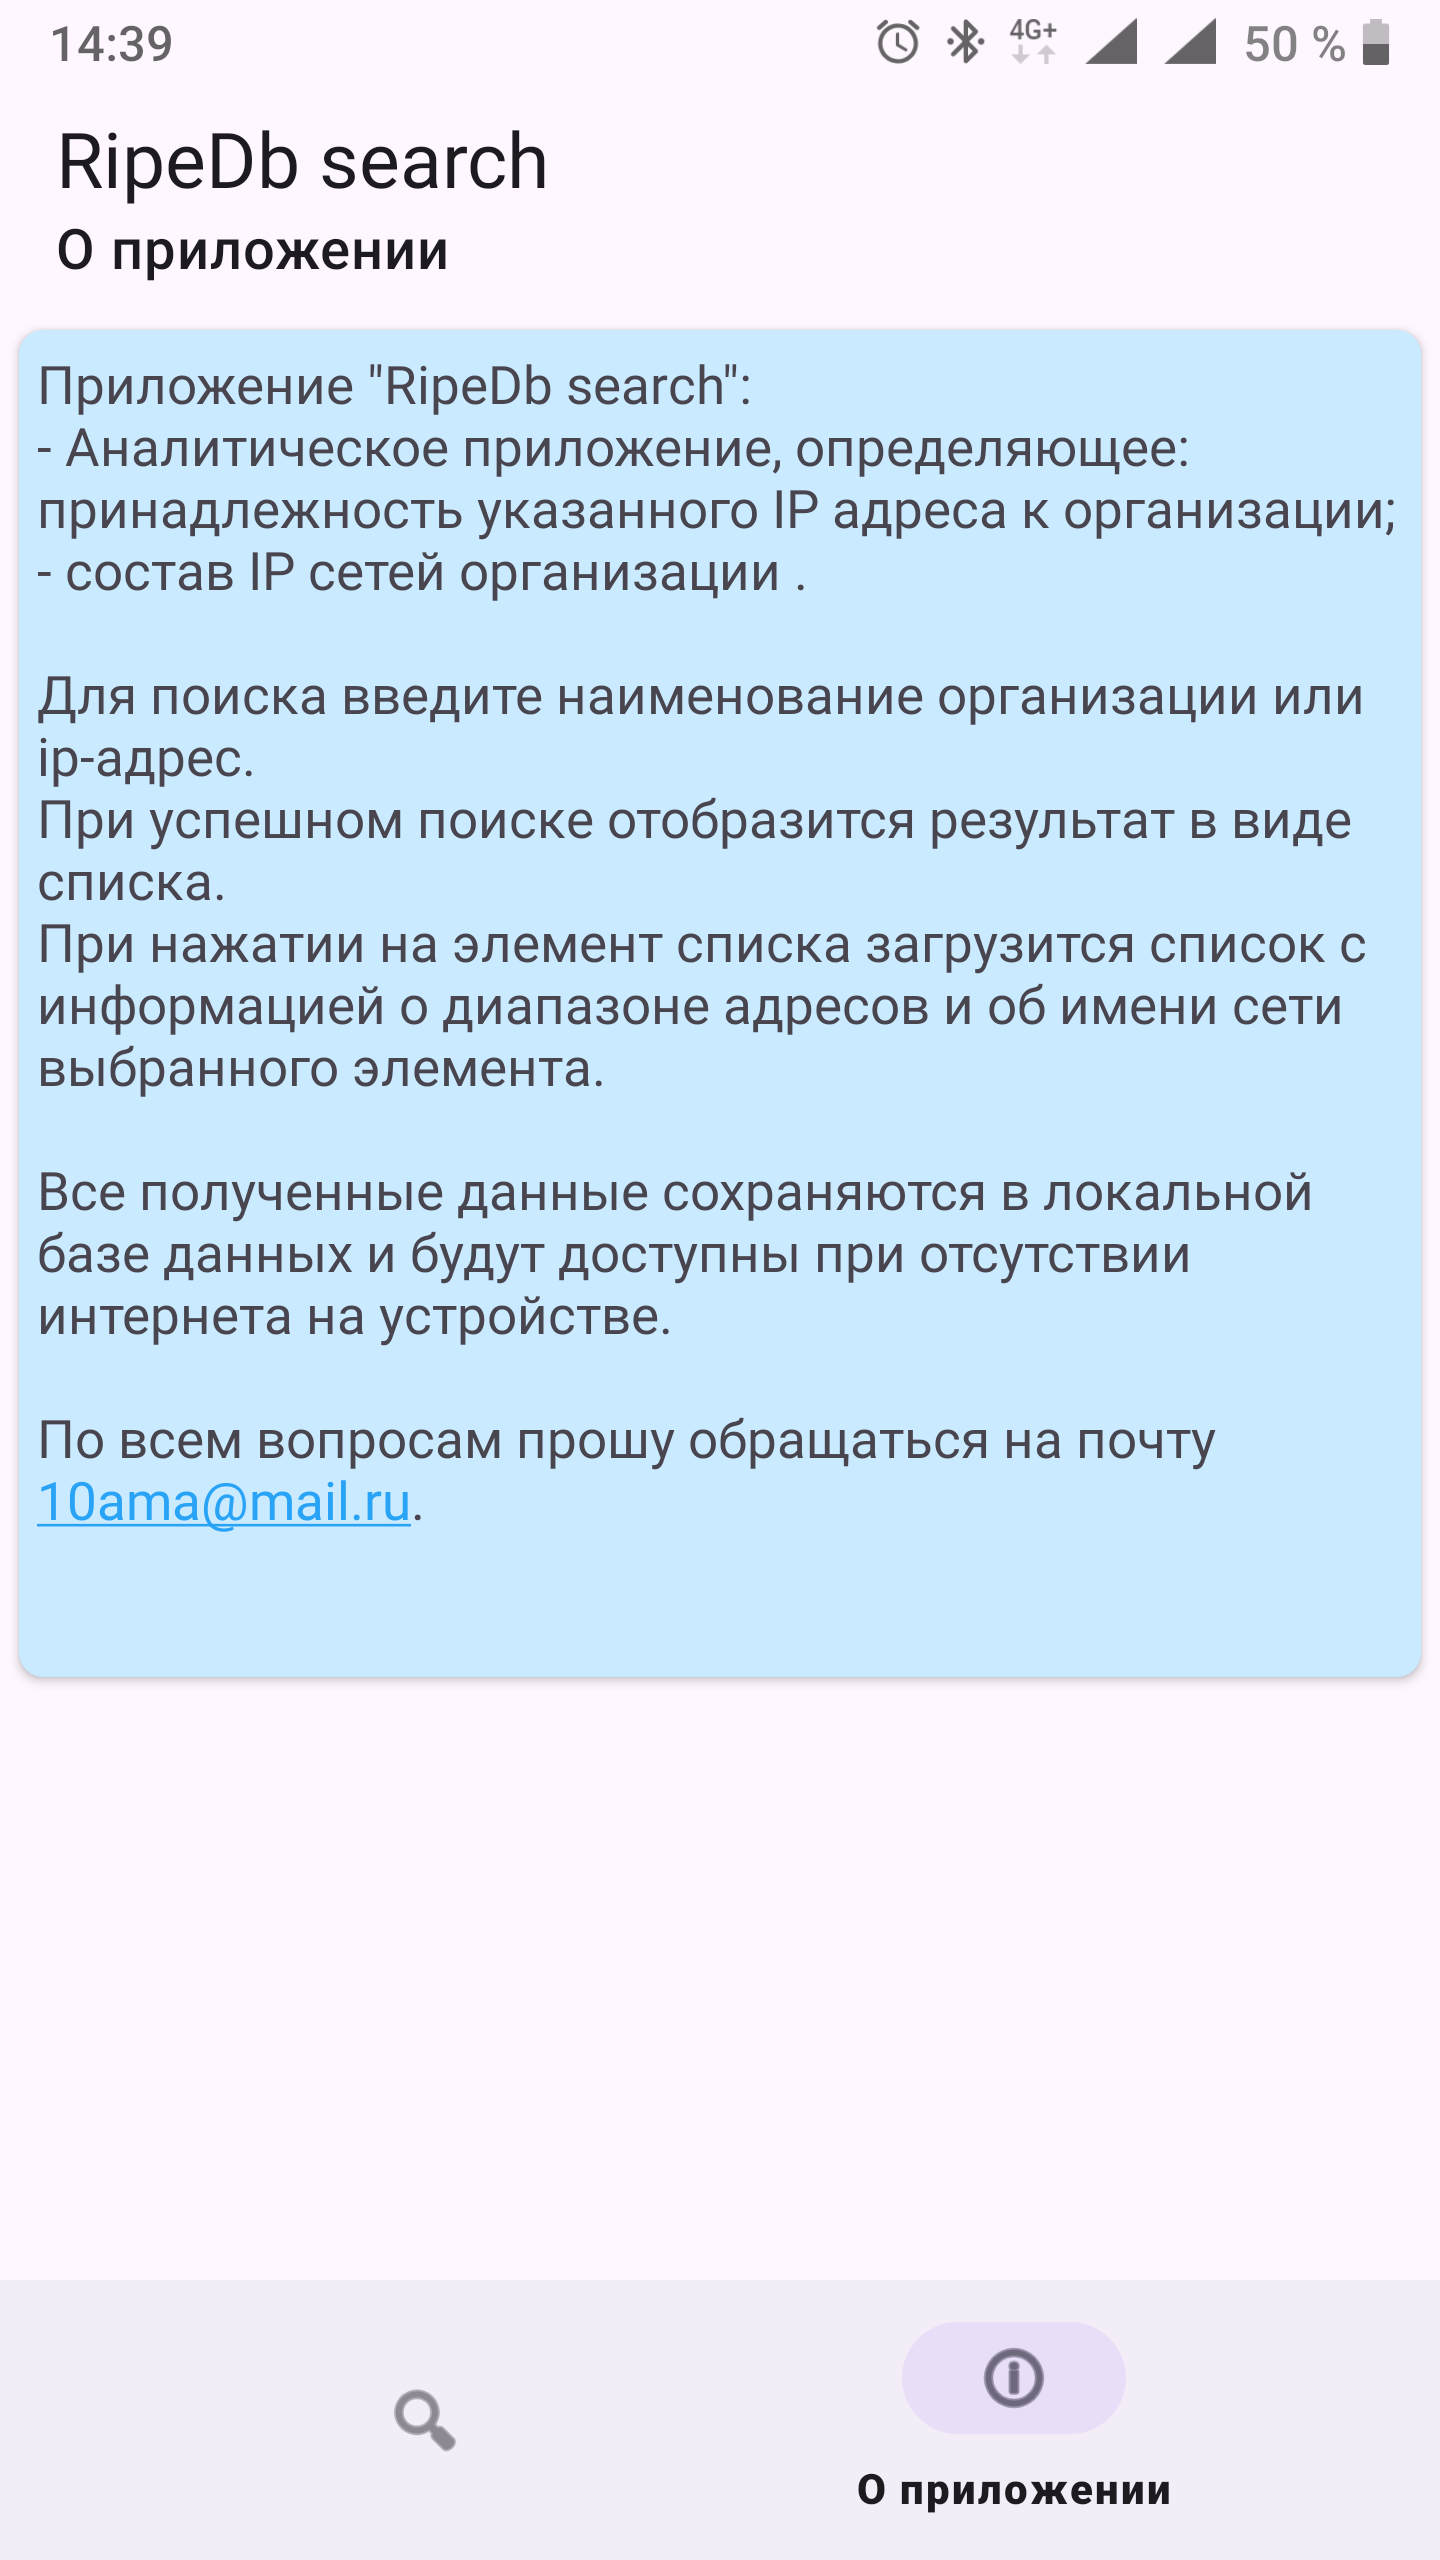 14:39
4G+
50 %
RipeDb search
О приложении
Приложение "RipeDb search":
- Аналитическое приложение, определяющее:
принадлежность указанного IP адреса к организации;
- состав IP сетей организации .
Для поиска введите наименование организации или
ip-адрес.
При успешном поиске отобразится результат в виде
списка.
При нажатии на элемент списка загрузится список с
информацией о диапазоне адресов и об имени сети
выбранного элемента.
Все полученные данные сохраняются в локальной
базе данных и будут доступны при отсутствии
интернета на устройстве.
По всем вопросам прошу обращаться на почту
10ama@mail.ru.
О приложении